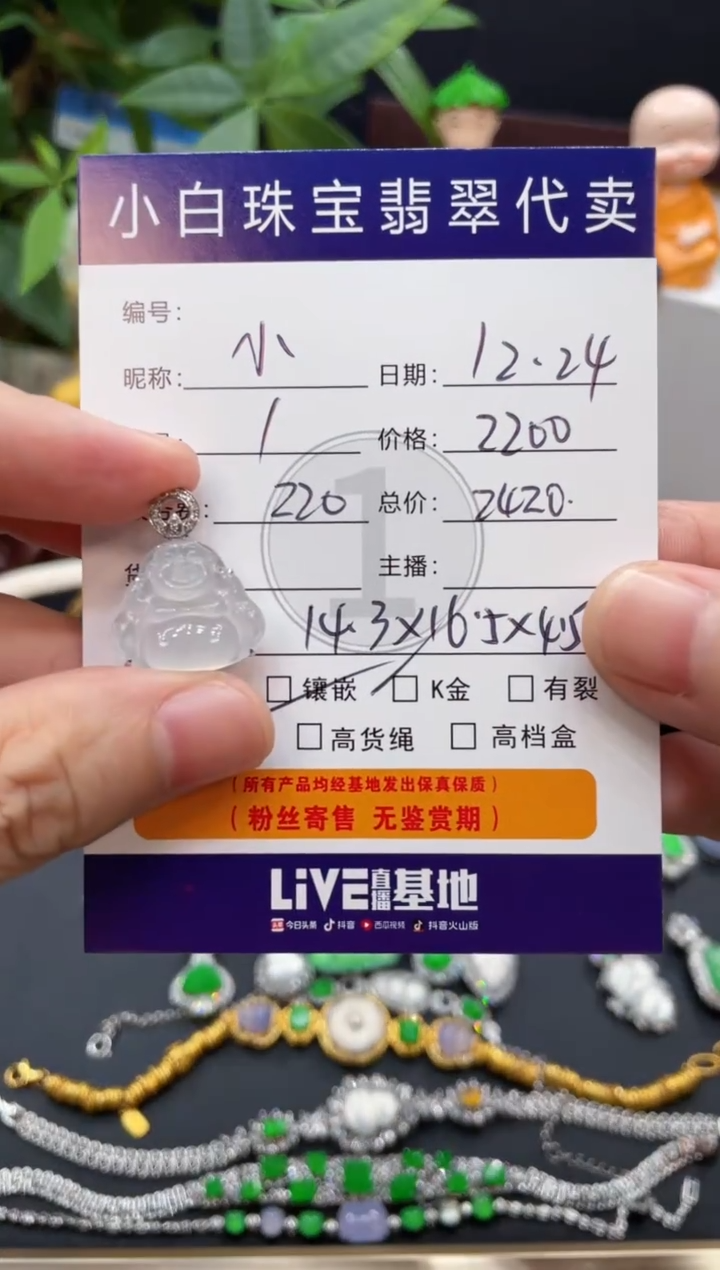 小白珠宝翡翠代卖
编号:
昵称: 小 日期: 12.24
: 1 价格: 2200
: 220 总价: 2420.
主播:
14.3×16.5×4.5
□镶嵌 □K金 □有裂
□高货绳 □高档盒
(所有产品均经基地发出保真保质)
(粉丝寄售 无鉴赏期)
LiVE直播基地
今日头条 抖音 西瓜视频 抖音火山版